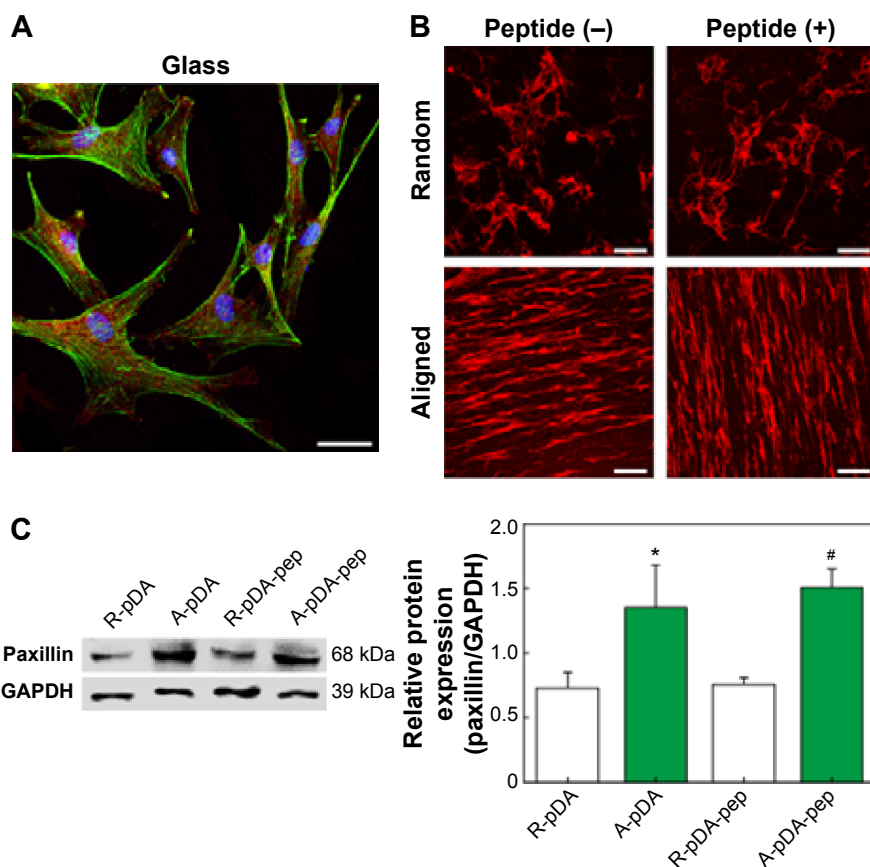 A
Glass
B
Peptide (–)
Peptide (+)
Random
Aligned
C
R-pDA
A-pDA
R-pDA-pep
A-pDA-pep
Paxillin
68 kDa
GAPDH
39 kDa
Relative protein
expression
(paxillin/GAPDH)
2.0
1.5
1.0
0.5
0
*
#
R-pDA
A-pDA
R-pDA-pep
A-pDA-pep